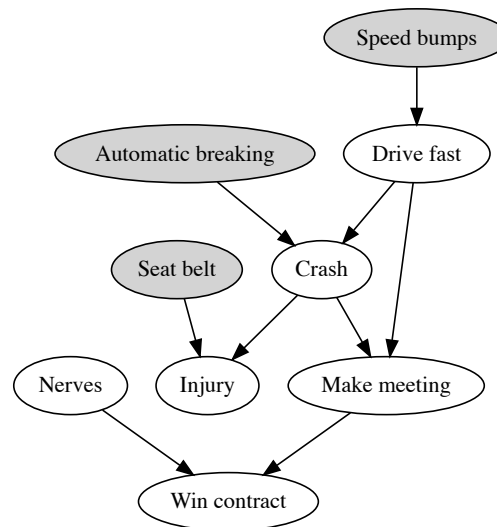 Speed bumps
Automatic breaking
Drive fast
Seat belt
Crash
Nerves
Injury
Make meeting
Win contract